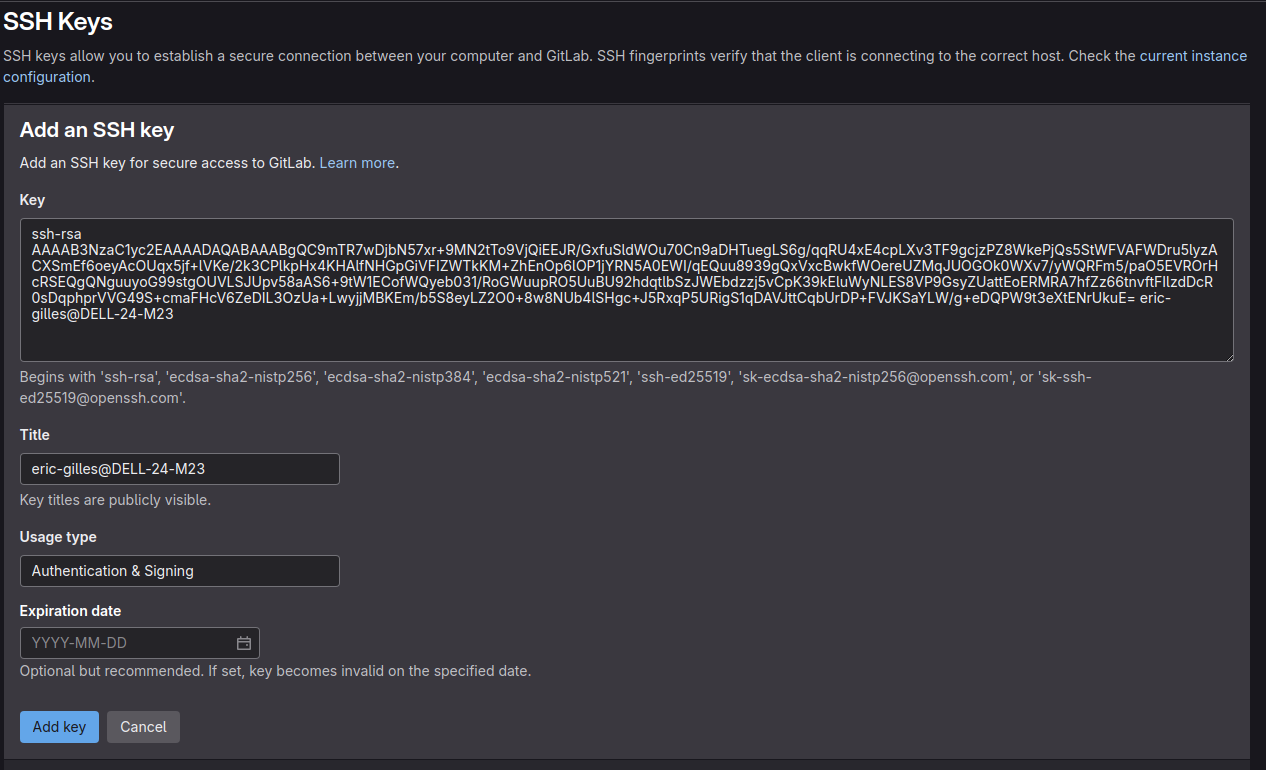 SSH Keys
SSH keys allow you to establish a secure connection between your computer and GitLab. SSH fingerprints verify that the client is connecting to the correct host. Check the current instance
configuration.
Add an SSH key
Add an SSH key for secure access to GitLab. Learn more.
Key
ssh-rsa
AAAAB3NzaC1yc2EAAAADAQABAAABgQC9mTR7wDjbN57xr+9MN2tTo9VjQiEEJR/GxfuSldWOu70Cn9aDHTuegLS6g/qqRU4xE4cpLXv3TF9gcjzPZ8WkePjQs5StWFVAFWDru5lyzA
CXSmEf6oeyAcOUqx5jf+lVKe/2k3CPlkpHx4KHAlfNHGpGiVFIZWTkKM+ZhEnOp6lOP1jYRN5A0EWI/qEQuu8939gQxVxcBwkfWOereUZMqJUOGOk0WXv7/yWQRFm5/paO5EVROrH
cRSEQgQNguuyoG99stgOUVLSJUpv58aAS6+9tW1ECofWQyeb031/RoGWuupRO5UuBU92hdqtlbSzJWEbdzzj5vCpK39kEluWyNLES8VP9GsyZUattEoERMRA7hfZz66tnvftFIlzdDcR
0sDqphprVVG49S+cmaFHcV6ZeDIL3OzUa+LwyjjMBKEm/b5S8eyLZ2O0+8w8NUb4lSHgc+J5RxqP5URigS1qDAVJttCqbUrDP+FVJKSaYLW/g+eDQPW9t3eXtENrUkuE= eric-
gilles@DELL-24-M23
Begins with 'ssh-rsa', 'ecdsa-sha2-nistp256', 'ecdsa-sha2-nistp384', 'ecdsa-sha2-nistp521', 'ssh-ed25519', 'sk-ecdsa-sha2-nistp256@openssh.com', or 'sk-ssh-
ed25519@openssh.com'.
Title
eric-gilles@DELL-24-M23
Key titles are publicly visible.
Usage type
Authentication & Signing
Expiration date
YYYY-MM-DD
Optional but recommended. If set, key becomes invalid on the specified date.
Add key
Cancel